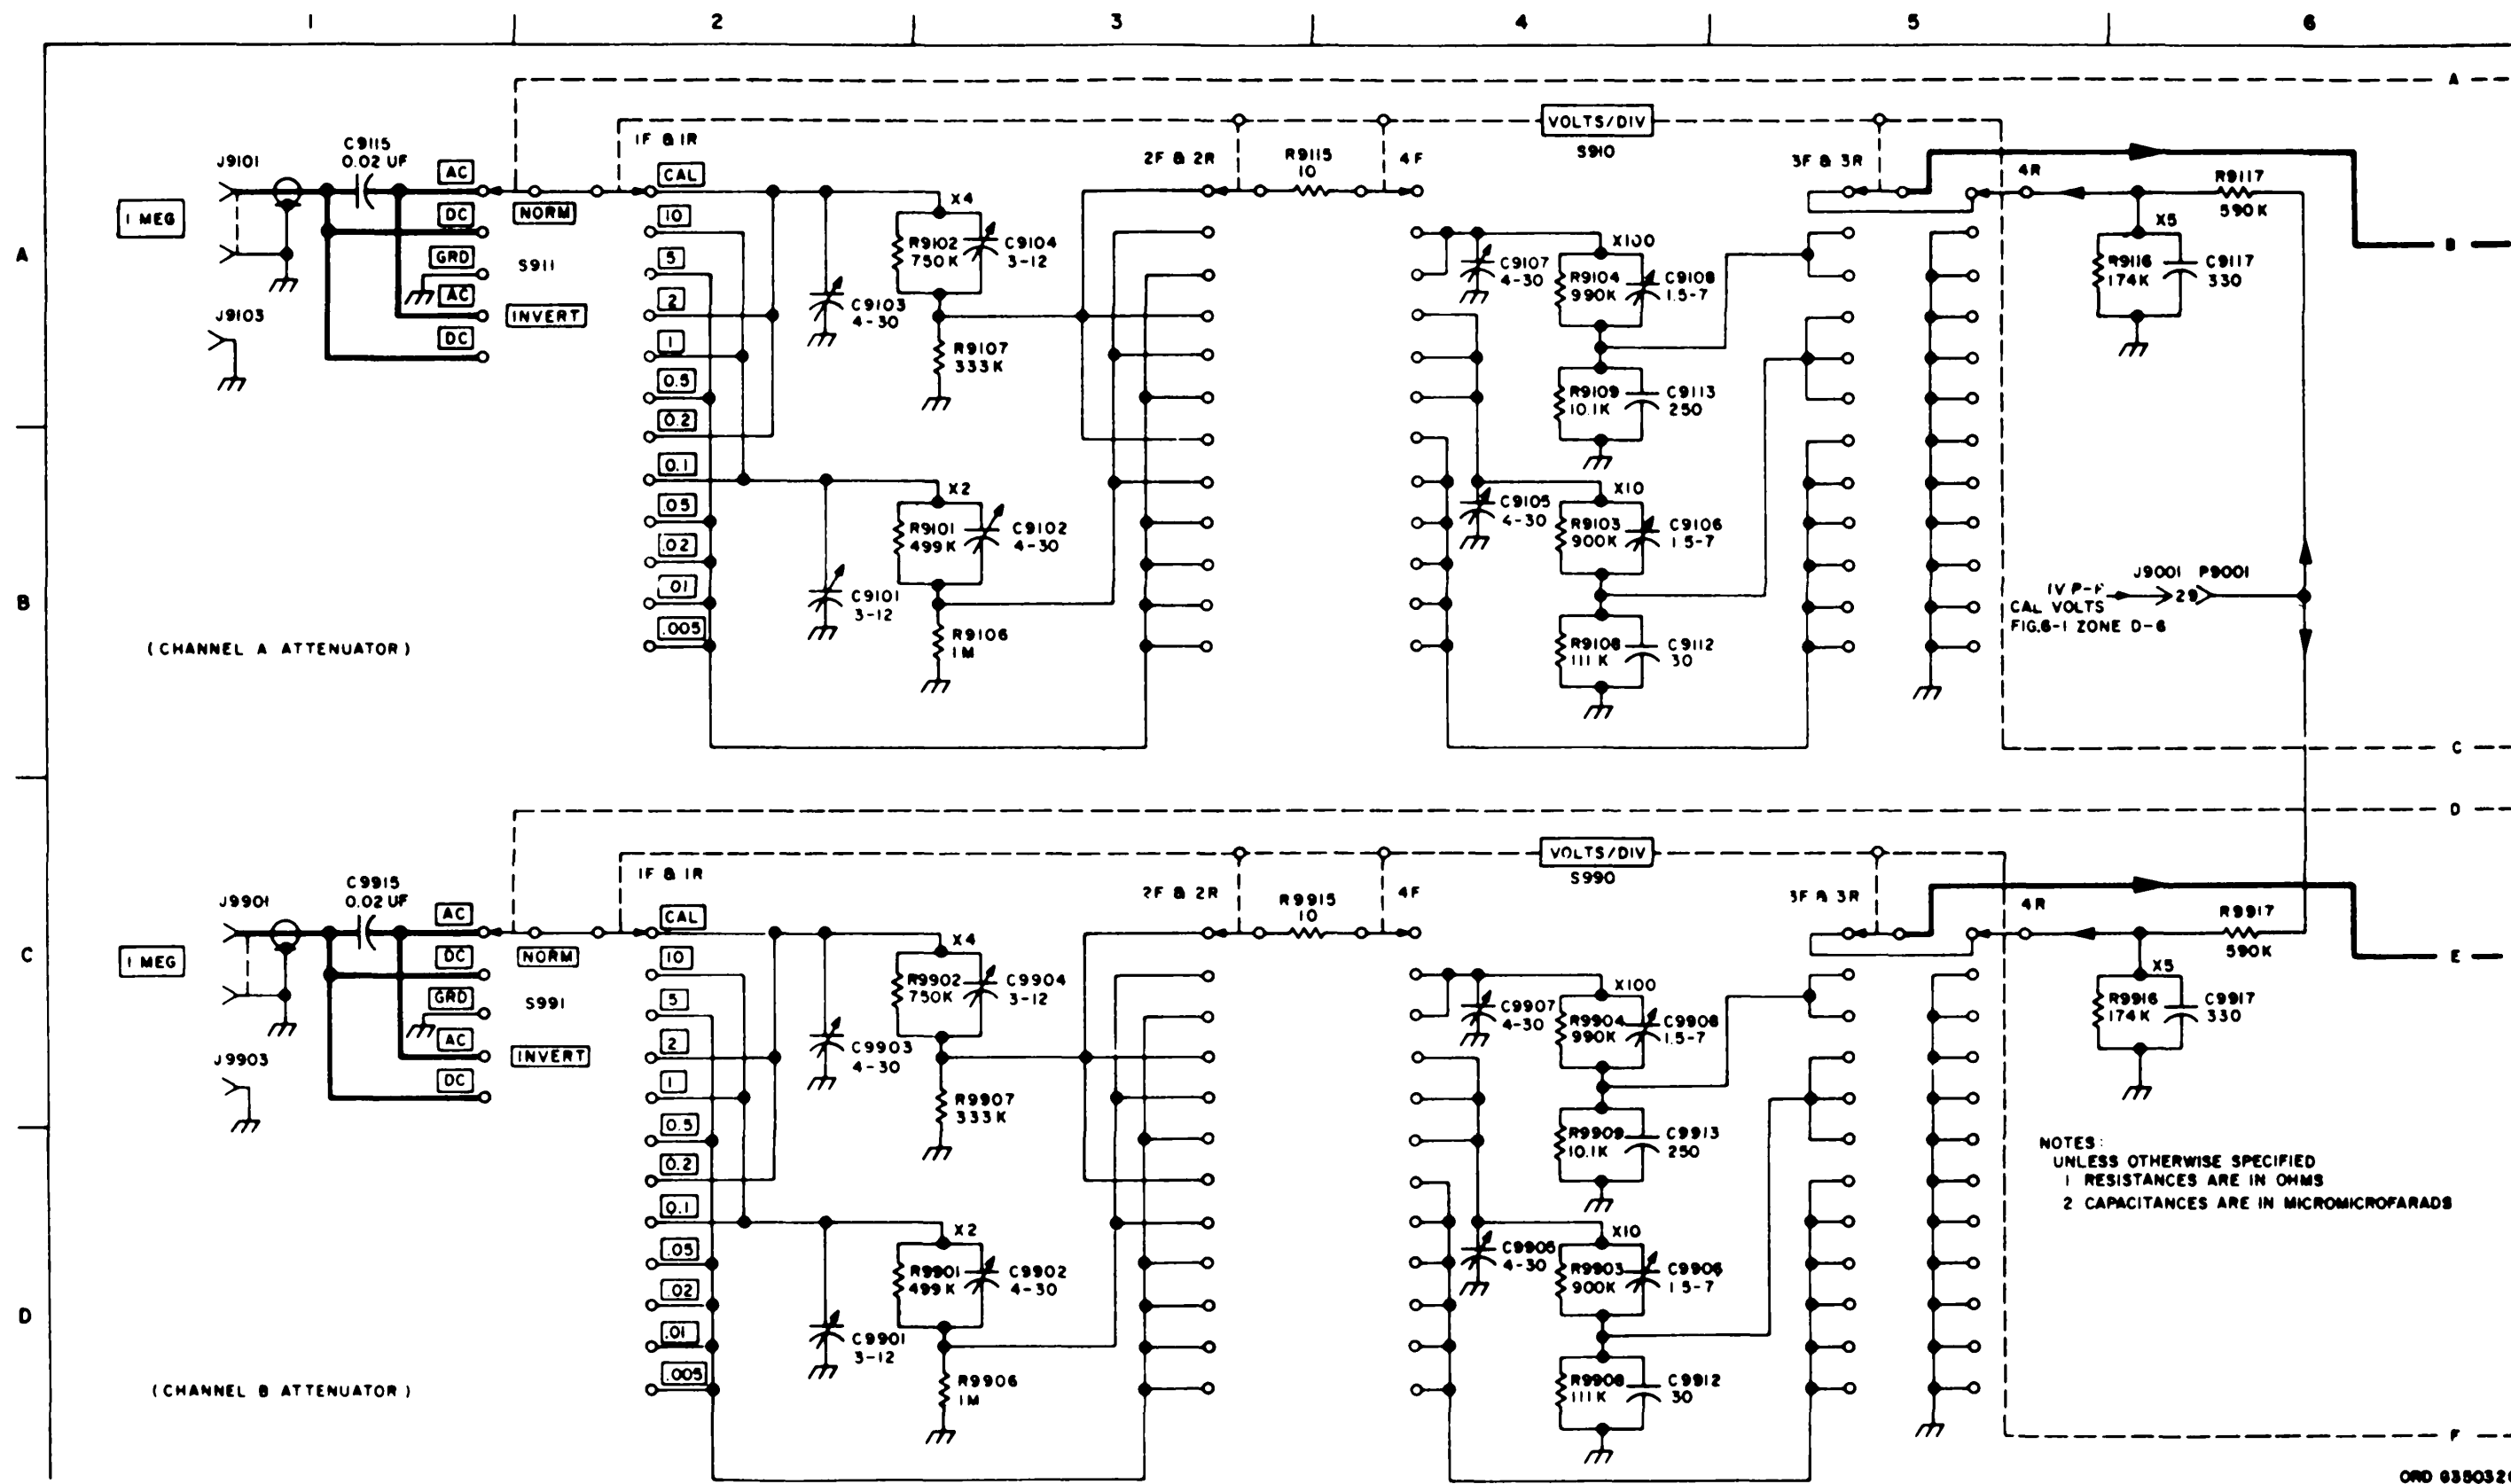 1 2 3 4 5 6
A
VOLTS/DIV
S910
1F & 1R
2F & 2R
R9115
10
4F
3F & 3R
4R
J9101
C9115
0.02 UF
AC
DC
GRD
AC
DC
1 MEG
NORM
S911
INVERT
J9103
CAL
10
5
2
1
0.5
0.2
0.1
.05
.02
.01
.005
X4
R9102
750K
C9104
3-12
C9103
4-30
R9107
333K
X2
R9101
499K
C9102
4-30
C9101
3-12
R9106
1M
C9107
4-30
X100
R9104
990K
C9108
1.5-7
R9109
10.1K
C9113
250
C9105
4-30
X10
R9103
900K
C9106
1.5-7
R9108
111 K
C9112
30
R9117
590K
X5
R9116
174K
C9117
330
B
1V P-P
CAL VOLTS
FIG.6-1 ZONE D-6
J9001 P9001
29
A
B
(CHANNEL A ATTENUATOR)
C
D
VOLTS/DIV
S990
1F & 1R
2F & 2R
R9915
10
4F
3F & 3R
4R
J9901
C9915
0.02 UF
AC
DC
GRD
AC
DC
1 MEG
NORM
S991
INVERT
J9903
CAL
10
5
2
1
0.5
0.2
0.1
.05
.02
.01
.005
X4
R9902
750K
C9904
3-12
C9903
4-30
R9907
333K
X2
R9901
499K
C9902
4-30
C9901
3-12
R9906
1M
C9907
4-30
X100
R9904
990K
C9908
1.5-7
R9909
10.1K
C9913
250
C9905
4-30
X10
R9903
900K
C9906
1.5-7
R9908
111K
C9912
30
R9917
590K
X5
R9916
174K
C9917
330
E
NOTES:
UNLESS OTHERWISE SPECIFIED
1 RESISTANCES ARE IN OHMS
2 CAPACITANCES ARE IN MICROMICROFARADS
C
D
(CHANNEL B ATTENUATOR)
F
ORD